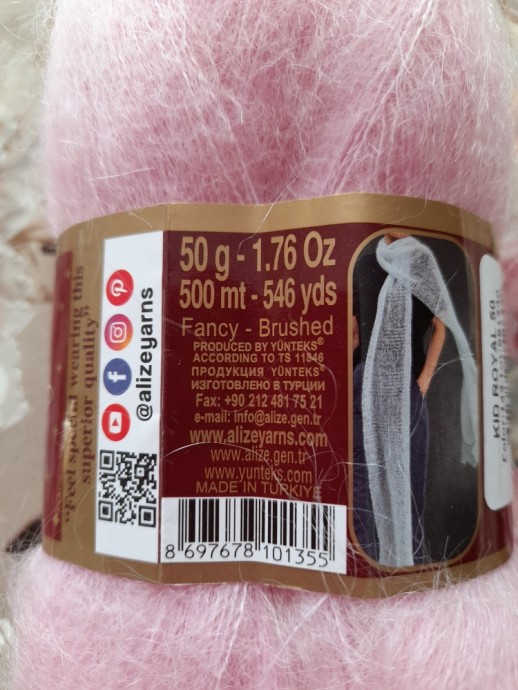 "Feel special wearing this
superior quality"
@alizeyarns
50 g - 1.76 Oz
500 mt - 546 yds
Fancy - Brushed
PRODUCED BY YÜNTEKS®
ACCORDING TO TS 11846
ПРОДУКЦИЯ YÜNTEKS®
ИЗГОТОВЛЕНО В ТУРЦИИ
Fax: +90 212 481 75 21
e-mail: info@alize.gen.tr
www.alizeyarns.com
www.alize.gen.tr
www.yunteks.com
MADE IN TURKIYE
8 697678 101355
KID ROYAL 50